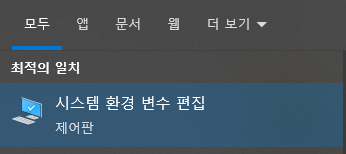 모두 앱 문서 웹 더 보기
최적의 일치
시스템 환경 변수 편집
제어판